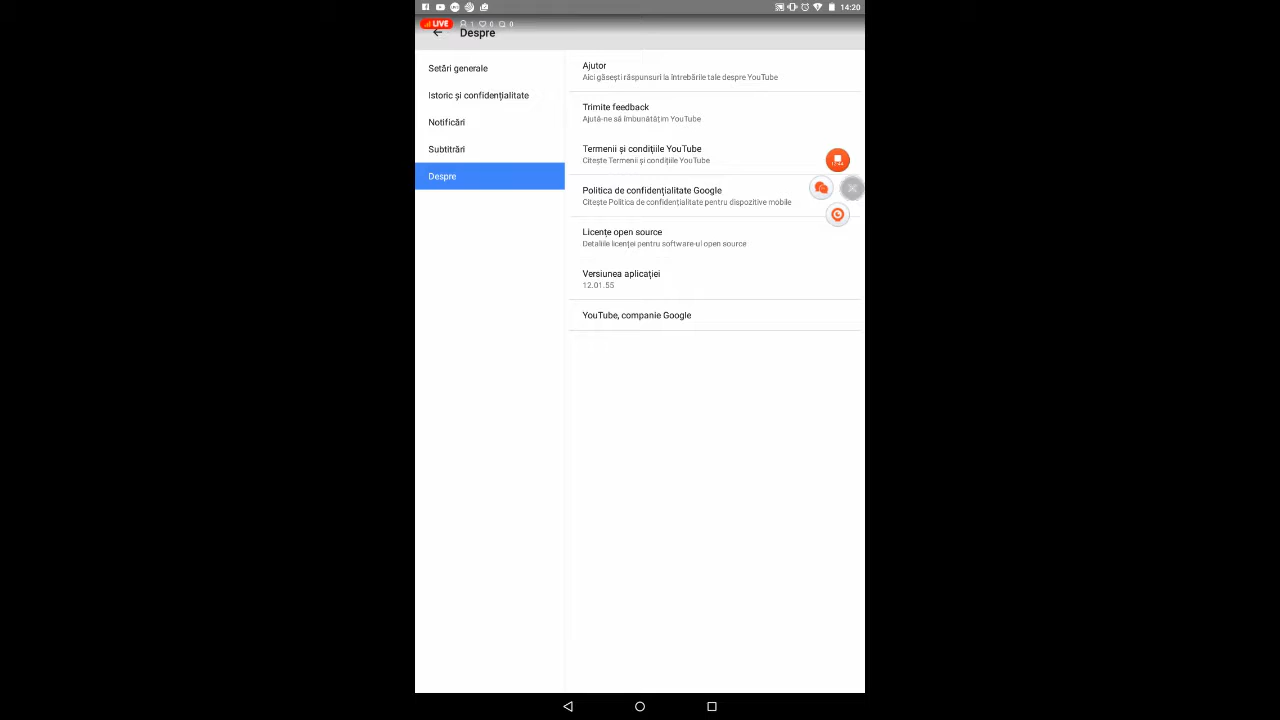 14:20
LIVE 1 0 0
Despre
Setări generale
Istoric și confidențialitate
Notificări
Subtitrări
Despre
Ajutor
Aici găsești răspunsuri la întrebările tale despre YouTube
Trimite feedback
Ajută-ne să îmbunătățim YouTube
Termenii și condițiile YouTube
Citește Termenii și condițiile YouTube
Politica de confidențialitate Google
Citește Politica de confidențialitate pentru dispozitive mobile
Licențe open source
Detaliile licenței pentru software-ul open source
Versiunea aplicației
12.01.55
YouTube, companie Google